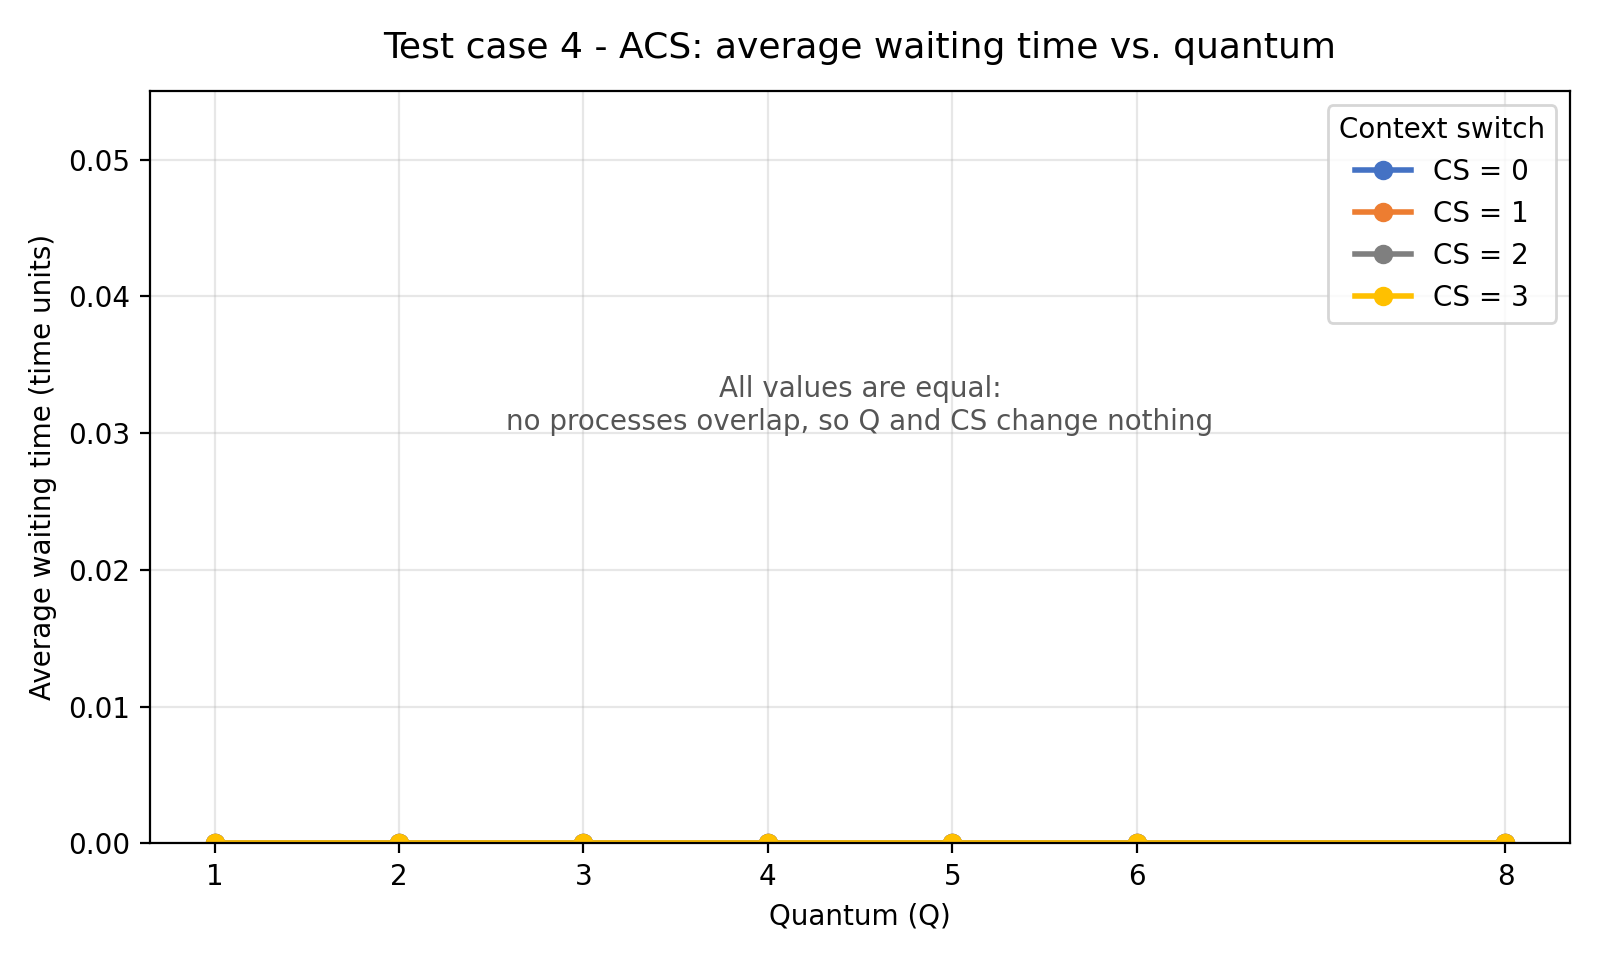 Test case 4 - ACS: average waiting time vs. quantum
Average waiting time (time units)
0.05
0.04
0.03
0.02
0.01
0.00
Context switch
CS = 0
CS = 1
CS = 2
CS = 3
All values are equal:
no processes overlap, so Q and CS change nothing
1 2 3 4 5 6 8
Quantum (Q)